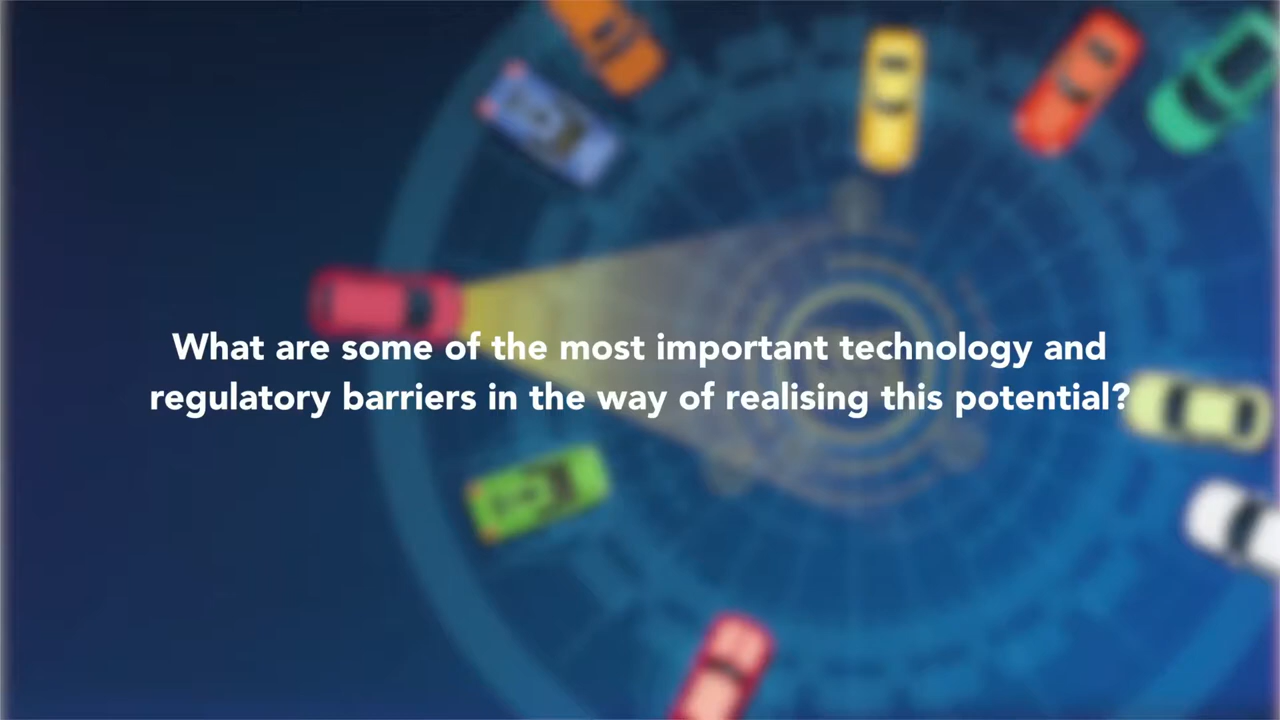 What are some of the most important technology and
regulatory barriers in the way of realising this potential?